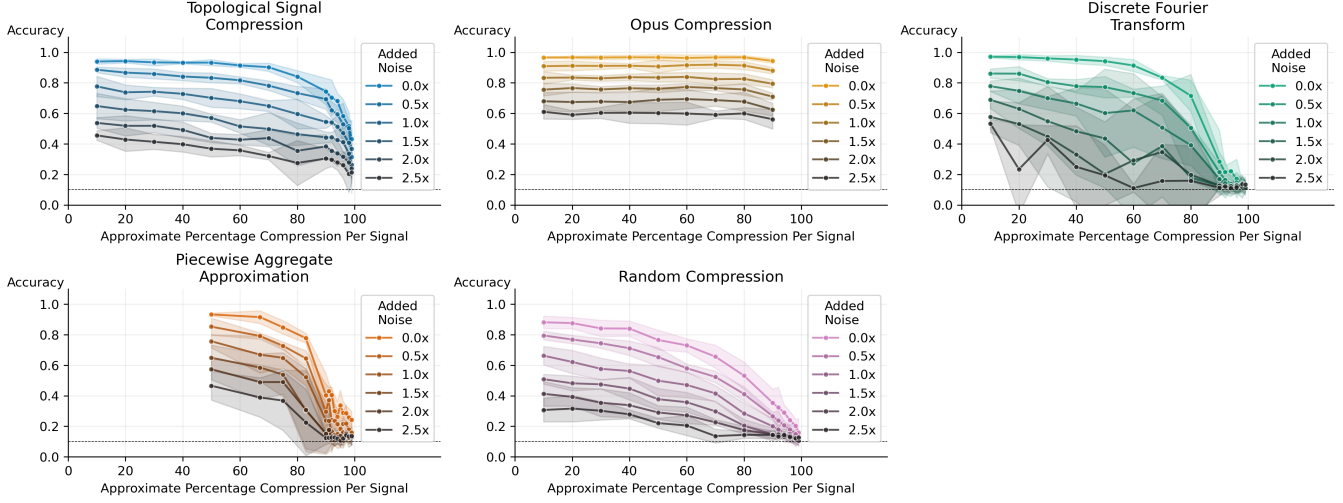 Topological Signal
Compression
Accuracy
1.0
0.8
0.6
0.4
0.2
0.0
0
20
40
60
80
100
Approximate Percentage Compression Per Signal
Added
Noise
0.0x
0.5x
1.0x
1.5x
2.0x
2.5x
Opus Compression
Accuracy
1.0
0.8
0.6
0.4
0.2
0.0
0
20
40
60
80
100
Approximate Percentage Compression Per Signal
Added
Noise
0.0x
0.5x
1.0x
1.5x
2.0x
2.5x
Discrete Fourier
Transform
Accuracy
1.0
0.8
0.6
0.4
0.2
0.0
0
20
40
60
80
100
Approximate Percentage Compression Per Signal
Added
Noise
0.0x
0.5x
1.0x
1.5x
2.0x
2.5x
Piecewise Aggregate
Approximation
Accuracy
1.0
0.8
0.6
0.4
0.2
0.0
0
20
40
60
80
100
Approximate Percentage Compression Per Signal
Added
Noise
0.0x
0.5x
1.0x
1.5x
2.0x
2.5x
Random Compression
Accuracy
1.0
0.8
0.6
0.4
0.2
0.0
0
20
40
60
80
100
Approximate Percentage Compression Per Signal
Added
Noise
0.0x
0.5x
1.0x
1.5x
2.0x
2.5x